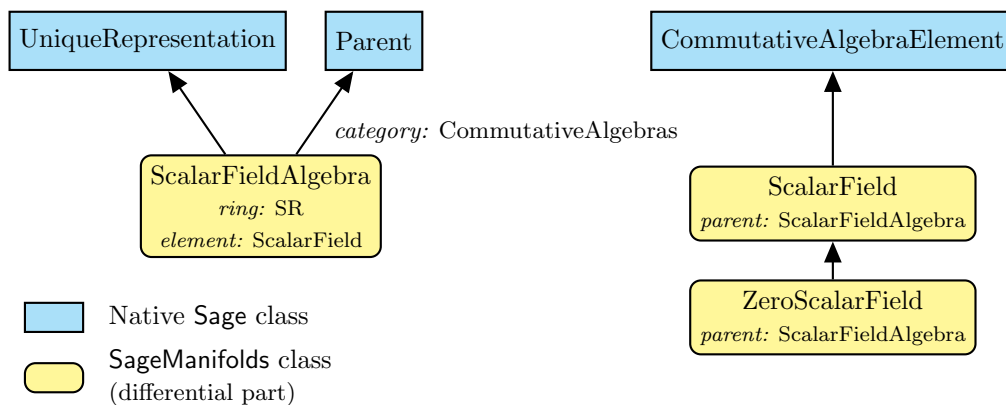 UniqueRepresentation
Parent
CommutativeAlgebraElement
category: CommutativeAlgebras
ScalarFieldAlgebra
ring: SR
element: ScalarField
ScalarField
parent: ScalarFieldAlgebra
ZeroScalarField
parent: ScalarFieldAlgebra
Native Sage class
SageManifolds class
(differential part)